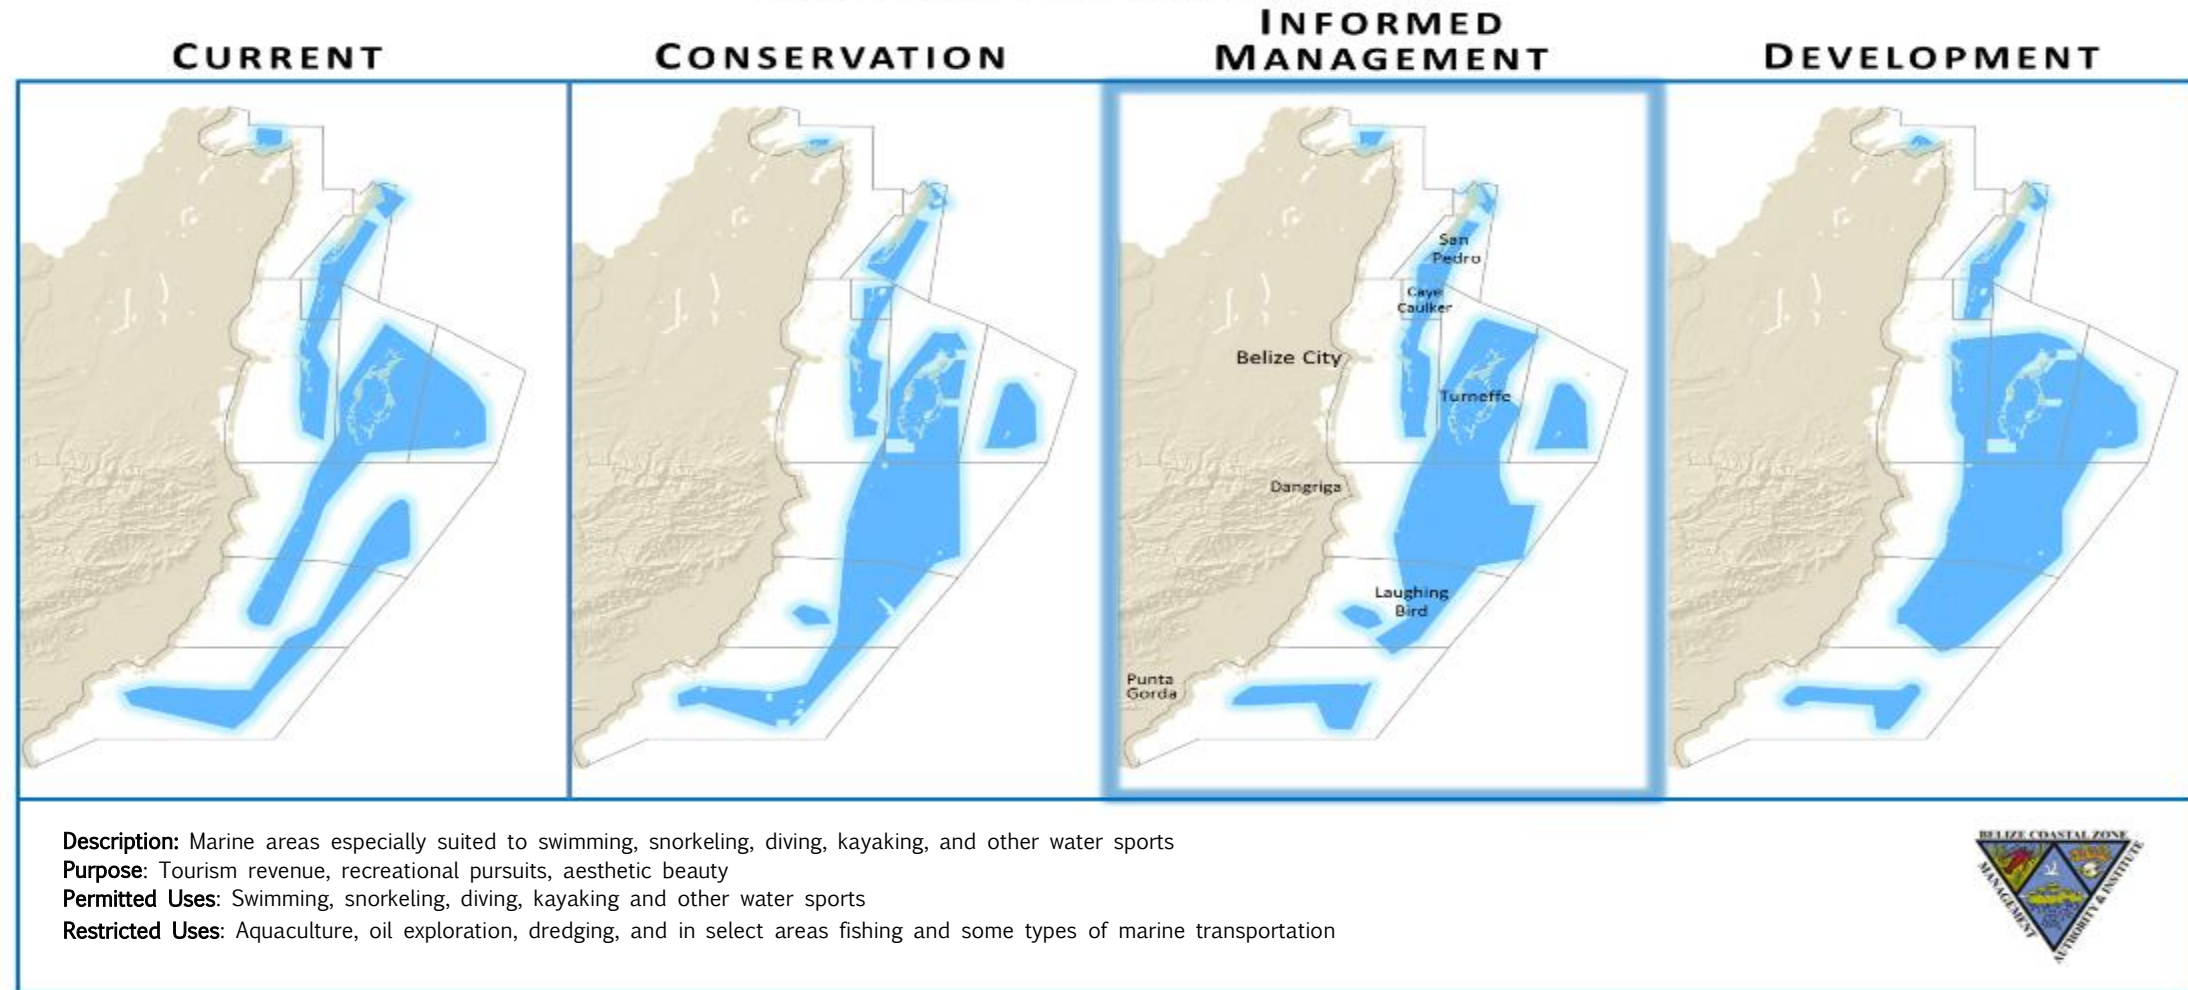 CURRENT
CONSERVATION
INFORMED
MANAGEMENT
DEVELOPMENT
San
Pedro
Caye
Caulker
Belize City
Turneffe
Dangriga
Laughing
Bird
Punta
Gorda
Description: Marine areas especially suited to swimming, snorkeling, diving, kayaking, and other water sports
Purpose: Tourism revenue, recreational pursuits, aesthetic beauty
Permitted Uses: Swimming, snorkeling, diving, kayaking and other water sports
Restricted Uses: Aquaculture, oil exploration, dredging, and in select areas fishing and some types of marine transportation
BELIZE COASTAL ZONE
MANAGEMENT
AUTHORITY & INSTITUTE